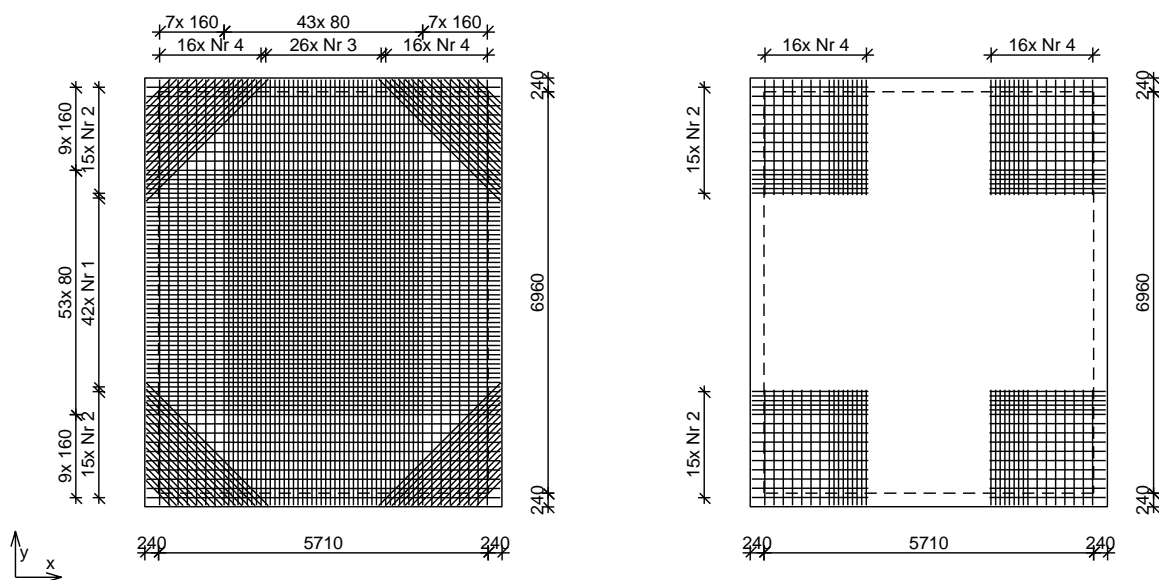 7x 160 43x 80 7x 160
16x Nr 4 26x Nr 3 16x Nr 4
9x 160
15x Nr 2
53x 80
42x Nr 1
9x 160
15x Nr 2
240
6960
240
240 5710 240
y
x
16x Nr 4 16x Nr 4
15x Nr 2
15x Nr 2
240
6960
240
240 5710 240